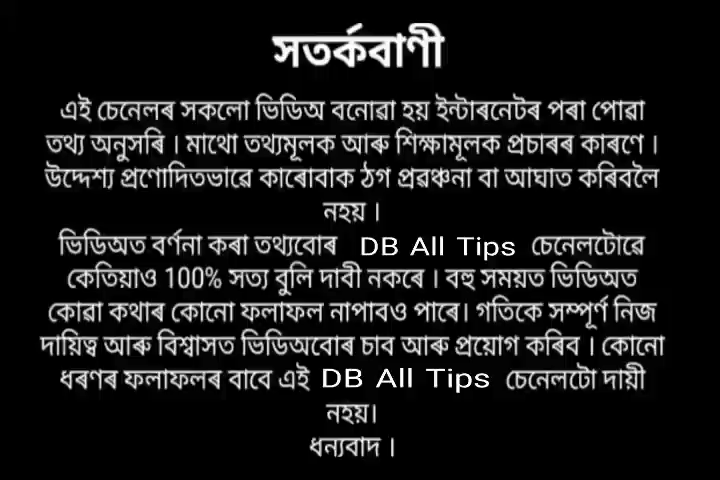 সতৰ্কবাণী
এই চেনেলৰ সকলো ভিডিঅ বনোৱা হয় ইন্টাৰনেটৰ পৰা পোৱা
তথ্য অনুসৰি । মাথো তথ্যমূলক আৰু শিক্ষামূলক প্ৰচাৰৰ কাৰণে ।
উদ্দেশ্য প্ৰণোদিতভাৱে কাৰোবাক ঠগ প্ৰৱঞ্চনা বা আঘাত কৰিবলৈ
নহয় ।
ভিডিঅত বৰ্ণনা কৰা তথ্যবোৰ DB All Tips চেনেলটোৱে
কেতিয়াও 100% সত্য বুলি দাবী নকৰে । বহু সময়ত ভিডিঅত
কোৱা কথাৰ কোনো ফলাফল নাপাবও পাৰে। গতিকে সম্পূৰ্ণ নিজ
দায়িত্ব আৰু বিশ্বাসত ভিডিঅবোৰ চাব আৰু প্ৰয়োগ কৰিব । কোনো
ধৰণৰ ফলাফলৰ বাবে এই DB All Tips চেনেলটো দায়ী
নহয়।
ধন্যবাদ ।